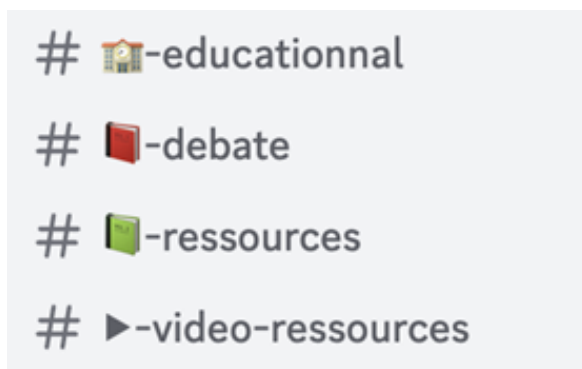 # 🏫-educationnal
# 📕-debate
# 📗-ressources
# ▶-video-ressources